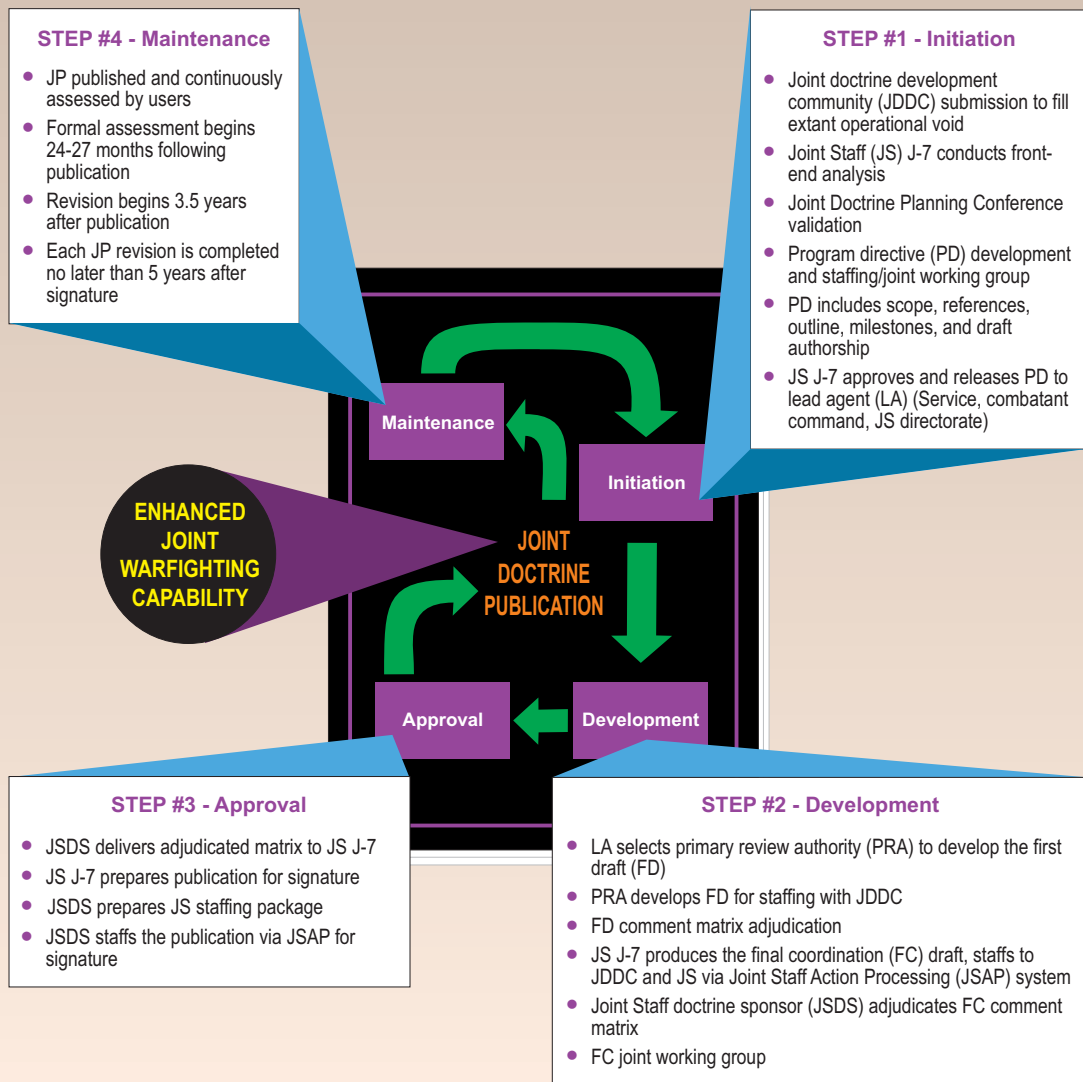 STEP #4 - Maintenance
• JP published and continuously
assessed by users
• Formal assessment begins
24-27 months following
publication
• Revision begins 3.5 years
after publication
• Each JP revision is completed
no later than 5 years after
signature
STEP #1 - Initiation
• Joint doctrine development
community (JDDC) submission to fill
extant operational void
• Joint Staff (JS) J-7 conducts front-
end analysis
• Joint Doctrine Planning Conference
validation
• Program directive (PD) development
and staffing/joint working group
• PD includes scope, references,
outline, milestones, and draft
authorship
• JS J-7 approves and releases PD to
lead agent (LA) (Service, combatant
command, JS directorate)
Maintenance
Initiation
ENHANCED
JOINT
WARFIGHTING
CAPABILITY
JOINT
DOCTRINE
PUBLICATION
Approval
Development
STEP #3 - Approval
• JSDS delivers adjudicated matrix to JS J-7
• JS J-7 prepares publication for signature
• JSDS prepares JS staffing package
• JSDS staffs the publication via JSAP for
signature
STEP #2 - Development
• LA selects primary review authority (PRA) to develop the first
draft (FD)
• PRA develops FD for staffing with JDDC
• FD comment matrix adjudication
• JS J-7 produces the final coordination (FC) draft, staffs to
JDDC and JS via Joint Staff Action Processing (JSAP) system
• Joint Staff doctrine sponsor (JSDS) adjudicates FC comment
matrix
• FC joint working group